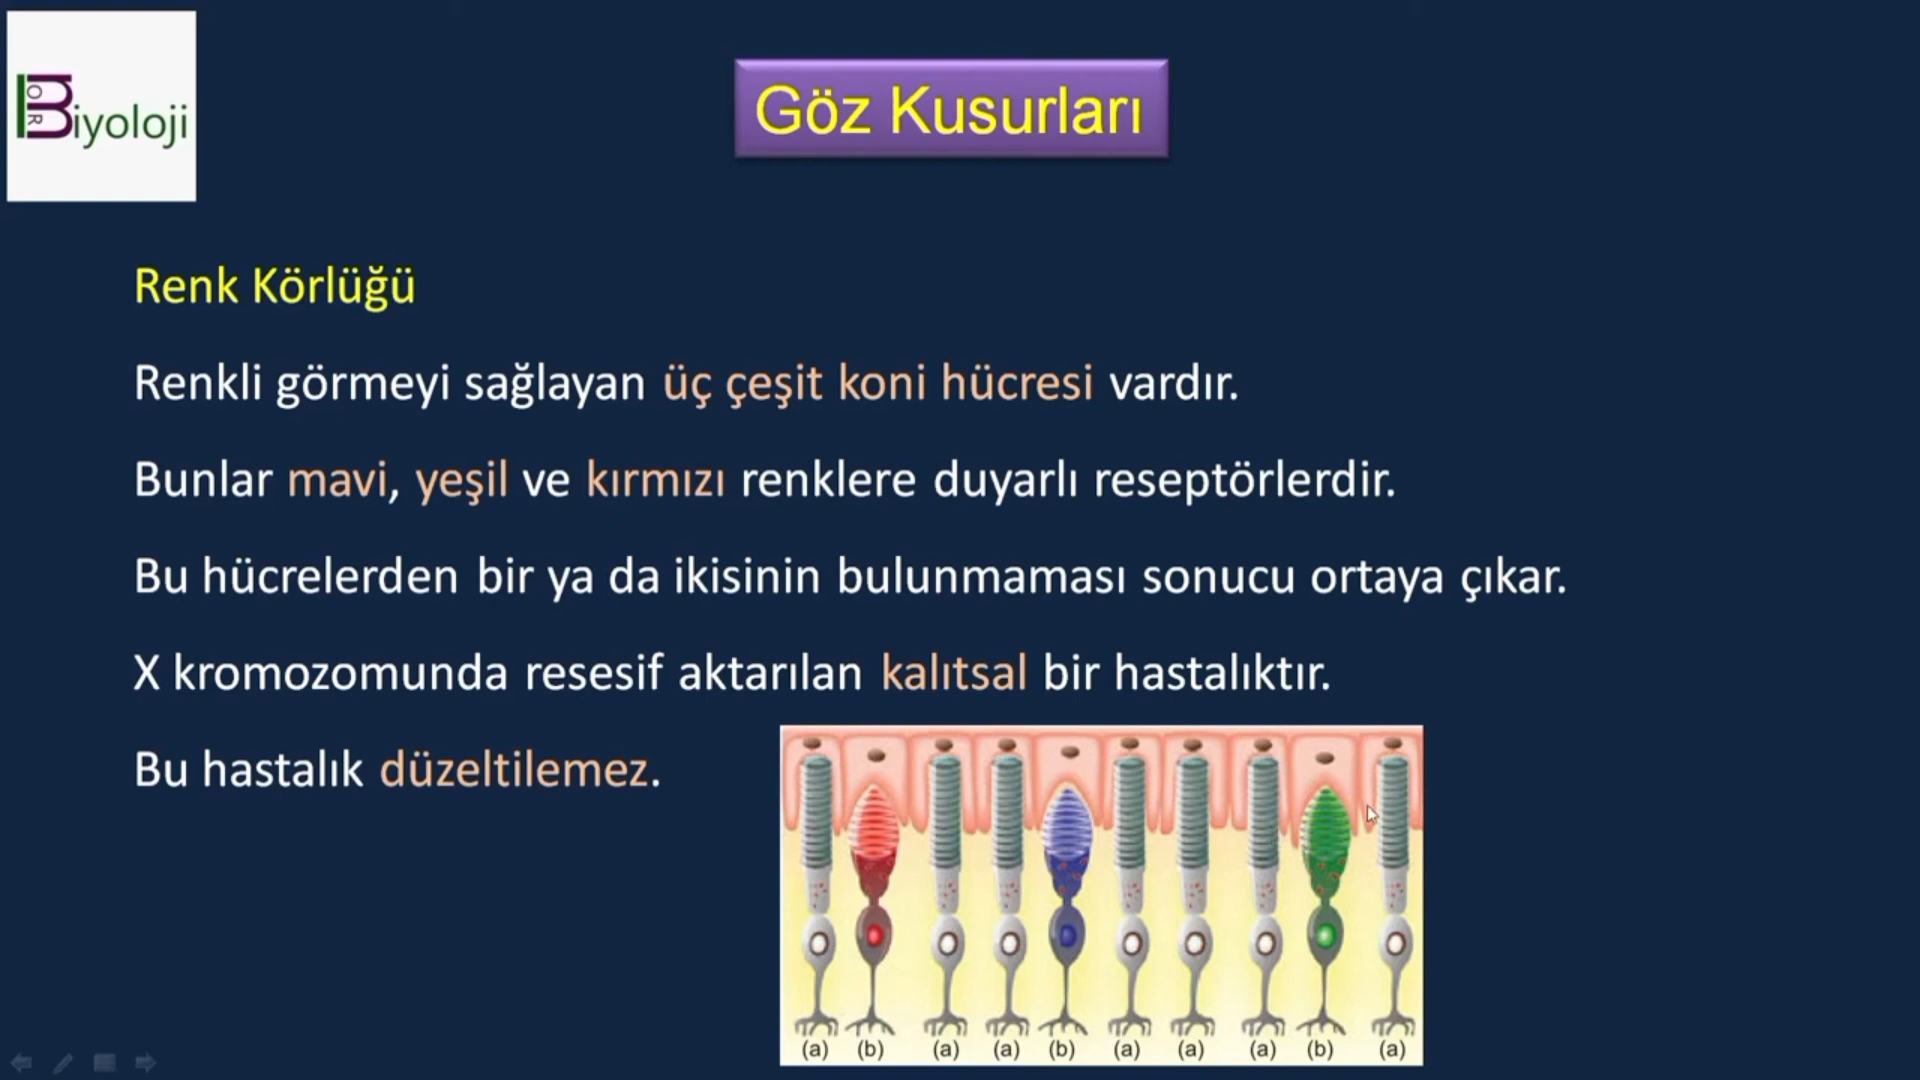 Biyoloji
Göz Kusurları
Renk Körlüğü
Renkli görmeyi sağlayan üç çeşit koni hücresi vardır.
Bunlar mavi, yeşil ve kırmızı renklere duyarlı reseptörlerdir.
Bu hücrelerden bir ya da ikisinin bulunmaması sonucu ortaya çıkar.
X kromozomunda resesif aktarılan kalıtsal bir hastalıktır.
Bu hastalık düzeltilemez.
(a) (b) (a) (a) (b) (a) (a) (a) (b) (a)